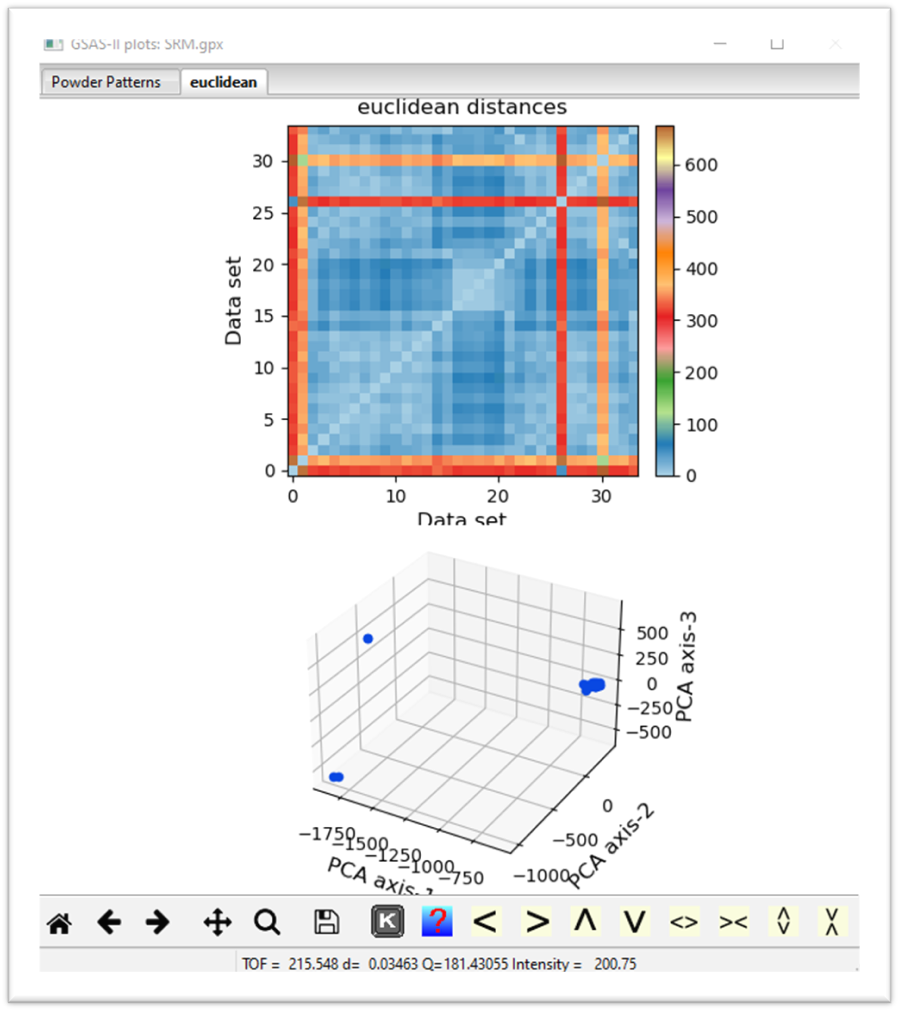 GSAS-II plots: SRM.gpx
Powder Patterns euclidean
euclidean distances
30
25
20
15
10
5
0
Data set
0 10 20 30
Data set
600
500
400
300
200
100
0
500
250
0
−250
−500
PCA axis-3
0
−500
−1000
PCA axis-2
−1750
−1500
−1250
−1000
−750
PCA axis-1
K ? < > Λ V <> ><
TOF = 215.548 d= 0.03463 Q=181.43055 Intensity = 200.75